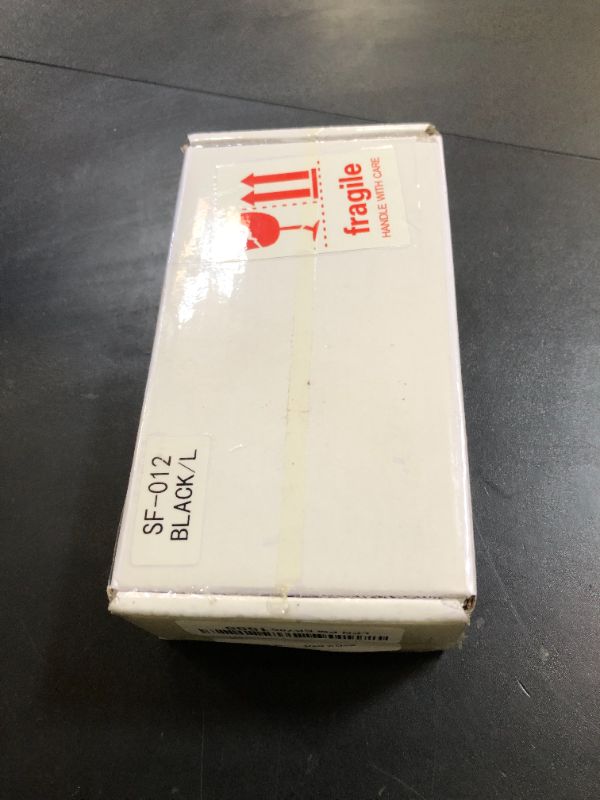 fragile
HANDLE WITH CARE
SF-012
BLACK/L